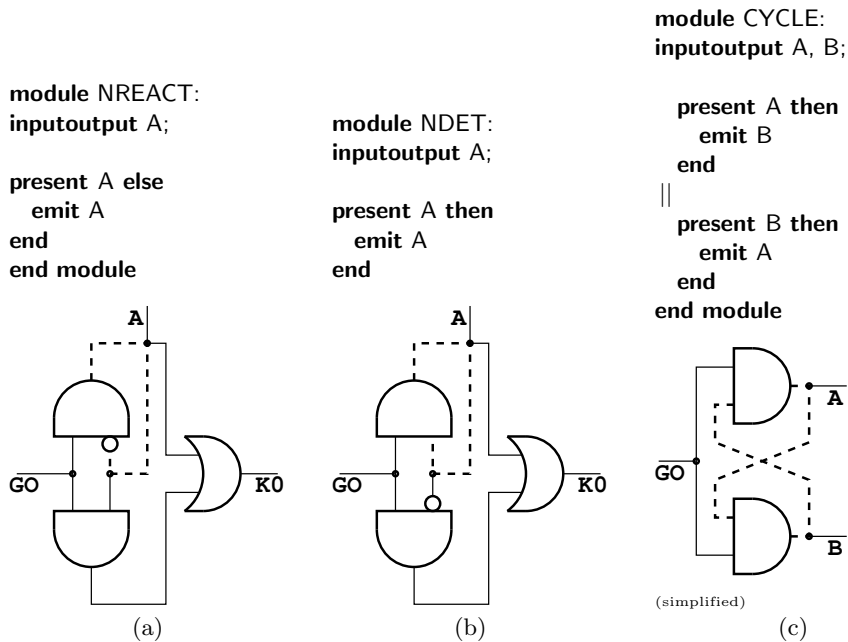 module NREACT:
inputoutput A;
present A else
emit A
end
end module
A
GO
K0
(a)
module NDET:
inputoutput A;
present A then
emit A
end
A
GO
K0
(b)
module CYCLE:
inputoutput A, B;
present A then
emit B
end
||
present B then
emit A
end
end module
A
GO
B
(simplified)
(c)